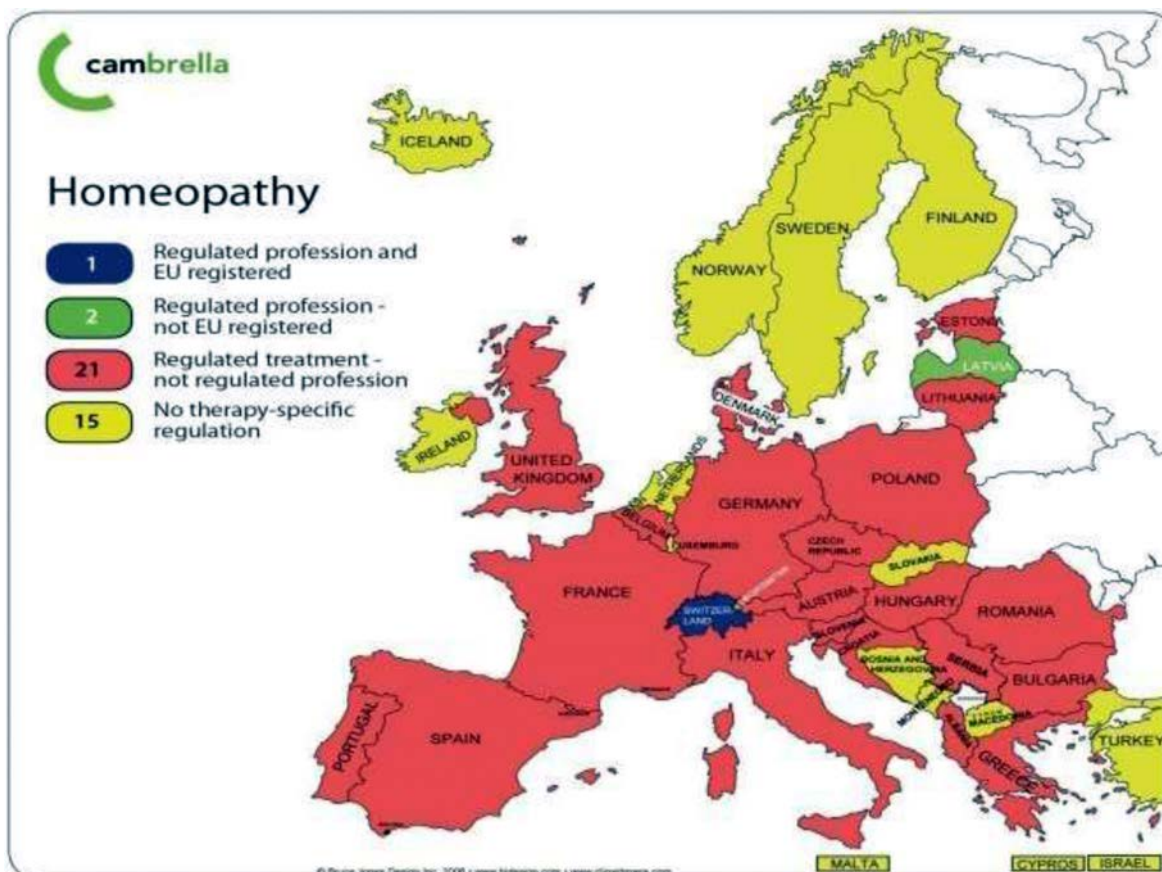 cambrella
Homeopathy
1 Regulated profession and
EU registered
2 Regulated profession -
not EU registered
21 Regulated treatment -
not regulated profession
15 No therapy-specific
regulation
ICELAND
NORWAY
SWEDEN
FINLAND
ESTONIA
LATVIA
LITHUANIA
DENMARK
IRELAND
UNITED
KINGDOM
NETHERLANDS
BELGIUM
LUXEMBURG
GERMANY
POLAND
CZECH
REPUBLIC
SLOVAKIA
FRANCE
SWITZER
LAND
AUSTRIA
HUNGARY
ROMANIA
SLOVENIA
CROATIA
ITALY
BOSNIA AND
HERZEGOVINA
SERBIA
BULGARIA
MONTENEGRO
MACEDONIA
ALBANIA
GREECE
TURKEY
PORTUGAL
SPAIN
MALTA
CYPROS
ISRAEL